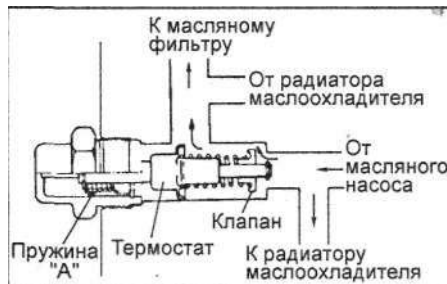 К масляному
фильтру
От радиатора
маслоохладителя
От
масляного
насоса
Клапан
Пружина
"А"
Термостат
К радиатору
маслоохладителя